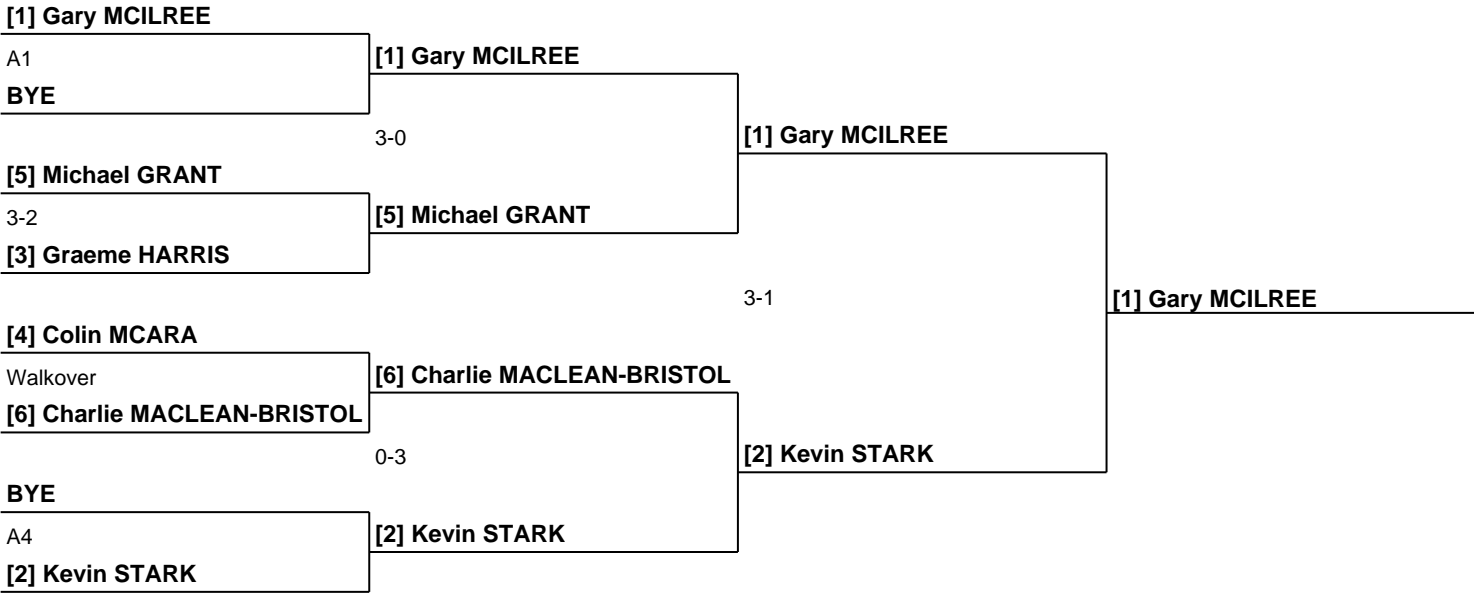 [1] Gary MCILREE
A1
[1] Gary MCILREE
BYE
3-0
[1] Gary MCILREE
[5] Michael GRANT
3-2
[5] Michael GRANT
[3] Graeme HARRIS
3-1
[1] Gary MCILREE
[4] Colin MCARA
Walkover
[6] Charlie MACLEAN-BRISTOL
[6] Charlie MACLEAN-BRISTOL
0-3
[2] Kevin STARK
BYE
A4
[2] Kevin STARK
[2] Kevin STARK